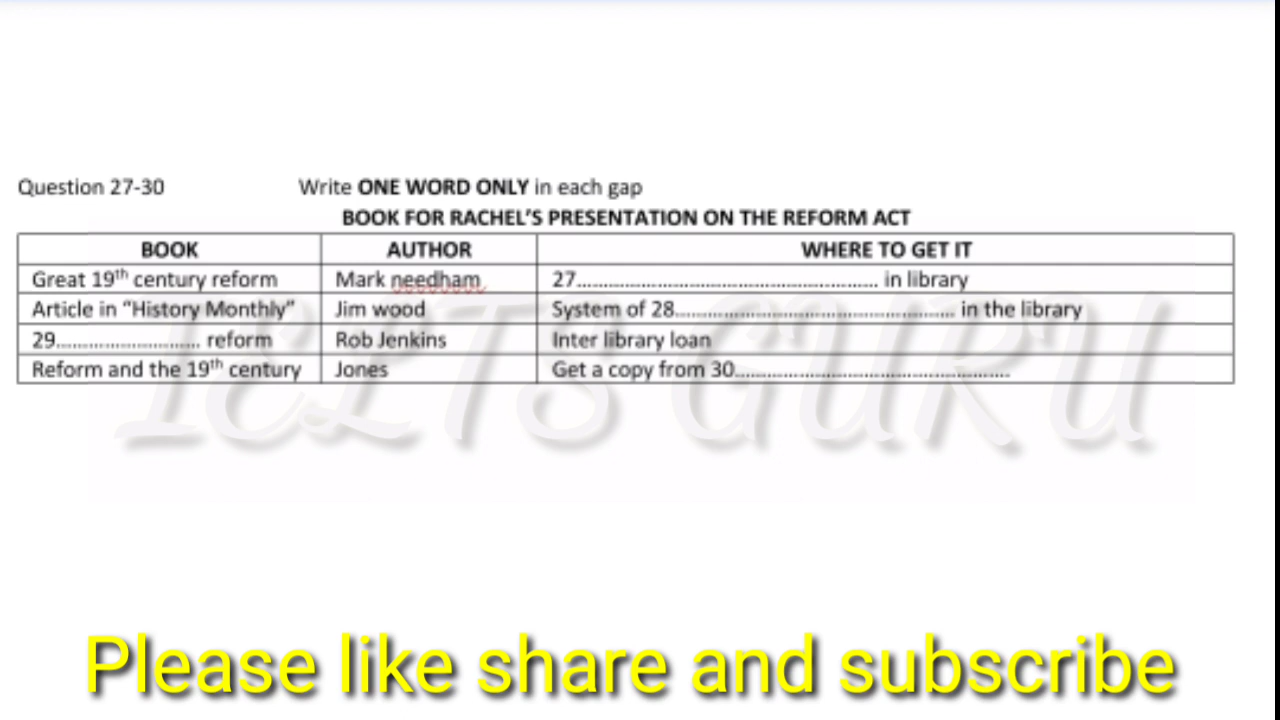 Question 27-30 Write ONE WORD ONLY in each gap
BOOK FOR RACHEL'S PRESENTATION ON THE REFORM ACT
BOOK AUTHOR WHERE TO GET IT
Great 19th century reform Mark needham 27.................................................... in library
Article in “History Monthly” Jim wood System of 28.................................................... in the library
29........................... reform Rob Jenkins Inter library loan
Reform and the 19th century Jones Get a copy from 30....................................................
IELTS GURU
Please like share and subscribe